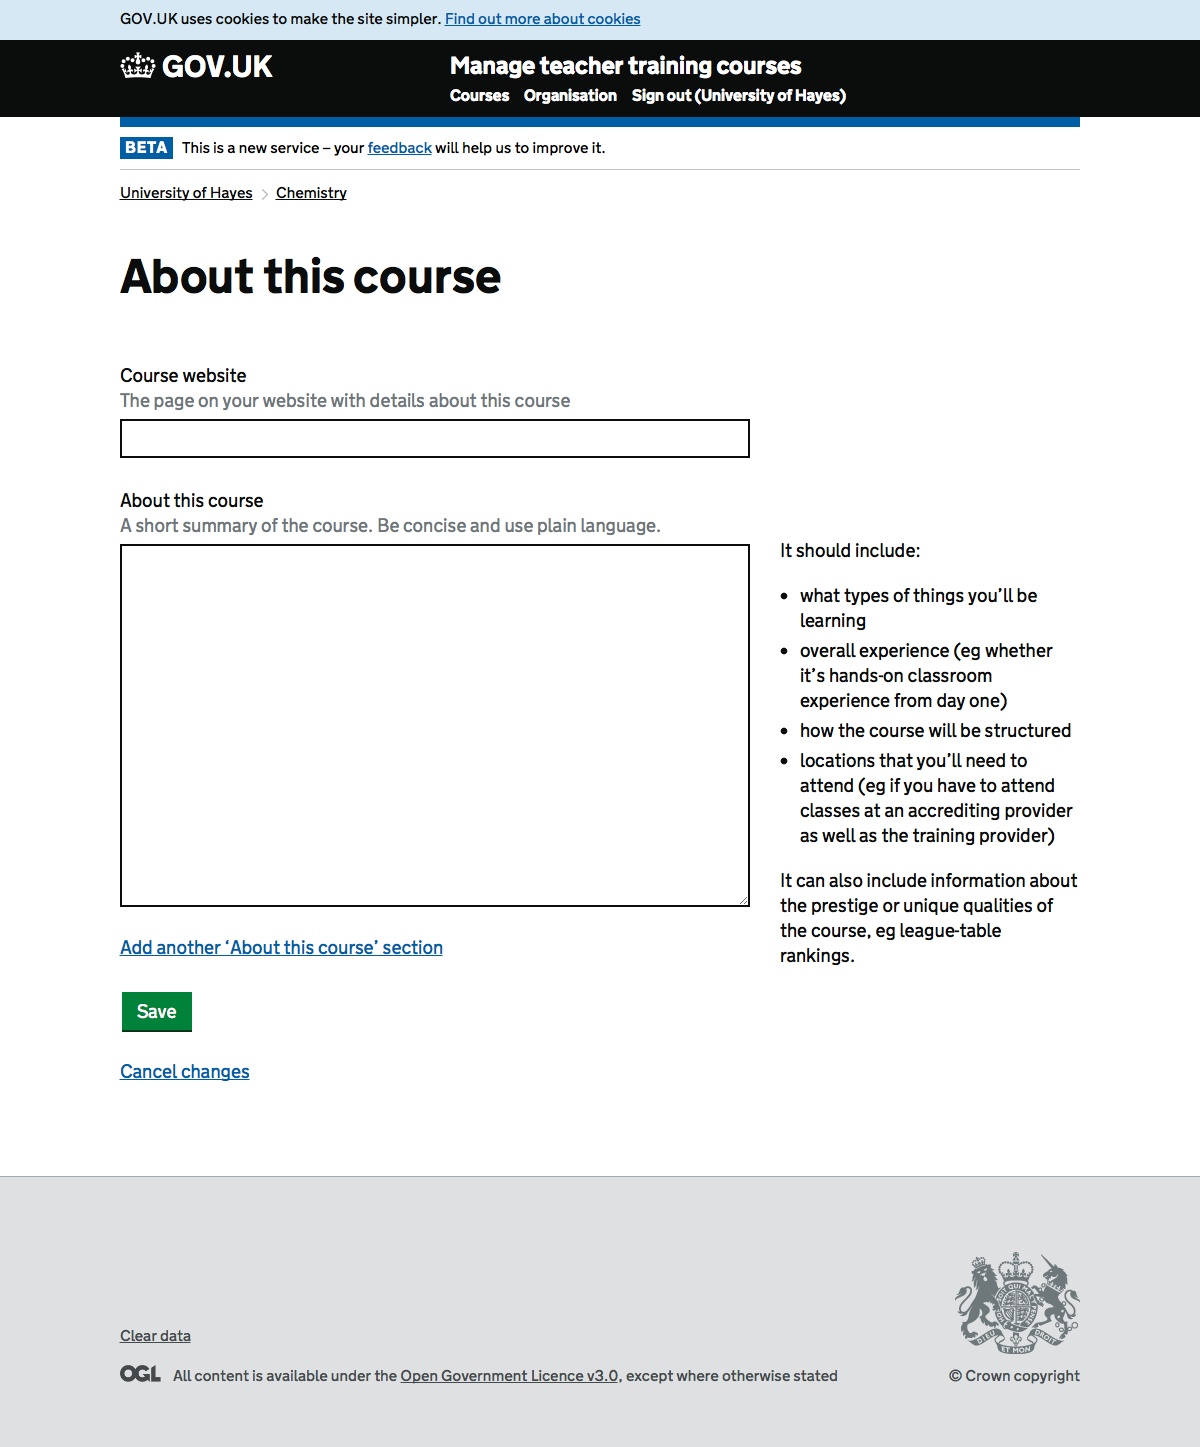 GOV.UK uses cookies to make the site simpler. Find out more about cookies
GOV.UK
Manage teacher training courses
Courses Organisation Sign out (University of Hayes)
BETA This is a new service – your feedback will help us to improve it.
University of Hayes Chemistry
About this course
Course website
The page on your website with details about this course
About this course
A short summary of the course. Be concise and use plain language.
It should include:
• what types of things you’ll be
learning
• overall experience (eg whether
it’s hands-on classroom
experience from day one)
• how the course will be structured
• locations that you’ll need to
attend (eg if you have to attend
classes at an accrediting provider
as well as the training provider)
It can also include information about
the prestige or unique qualities of
the course, eg league-table
rankings.
Add another ‘About this course’ section
Save
Cancel changes
DIEU ET MON DROIT
Clear data
OGL All content is available under the Open Government Licence v3.0, except where otherwise stated
© Crown copyright